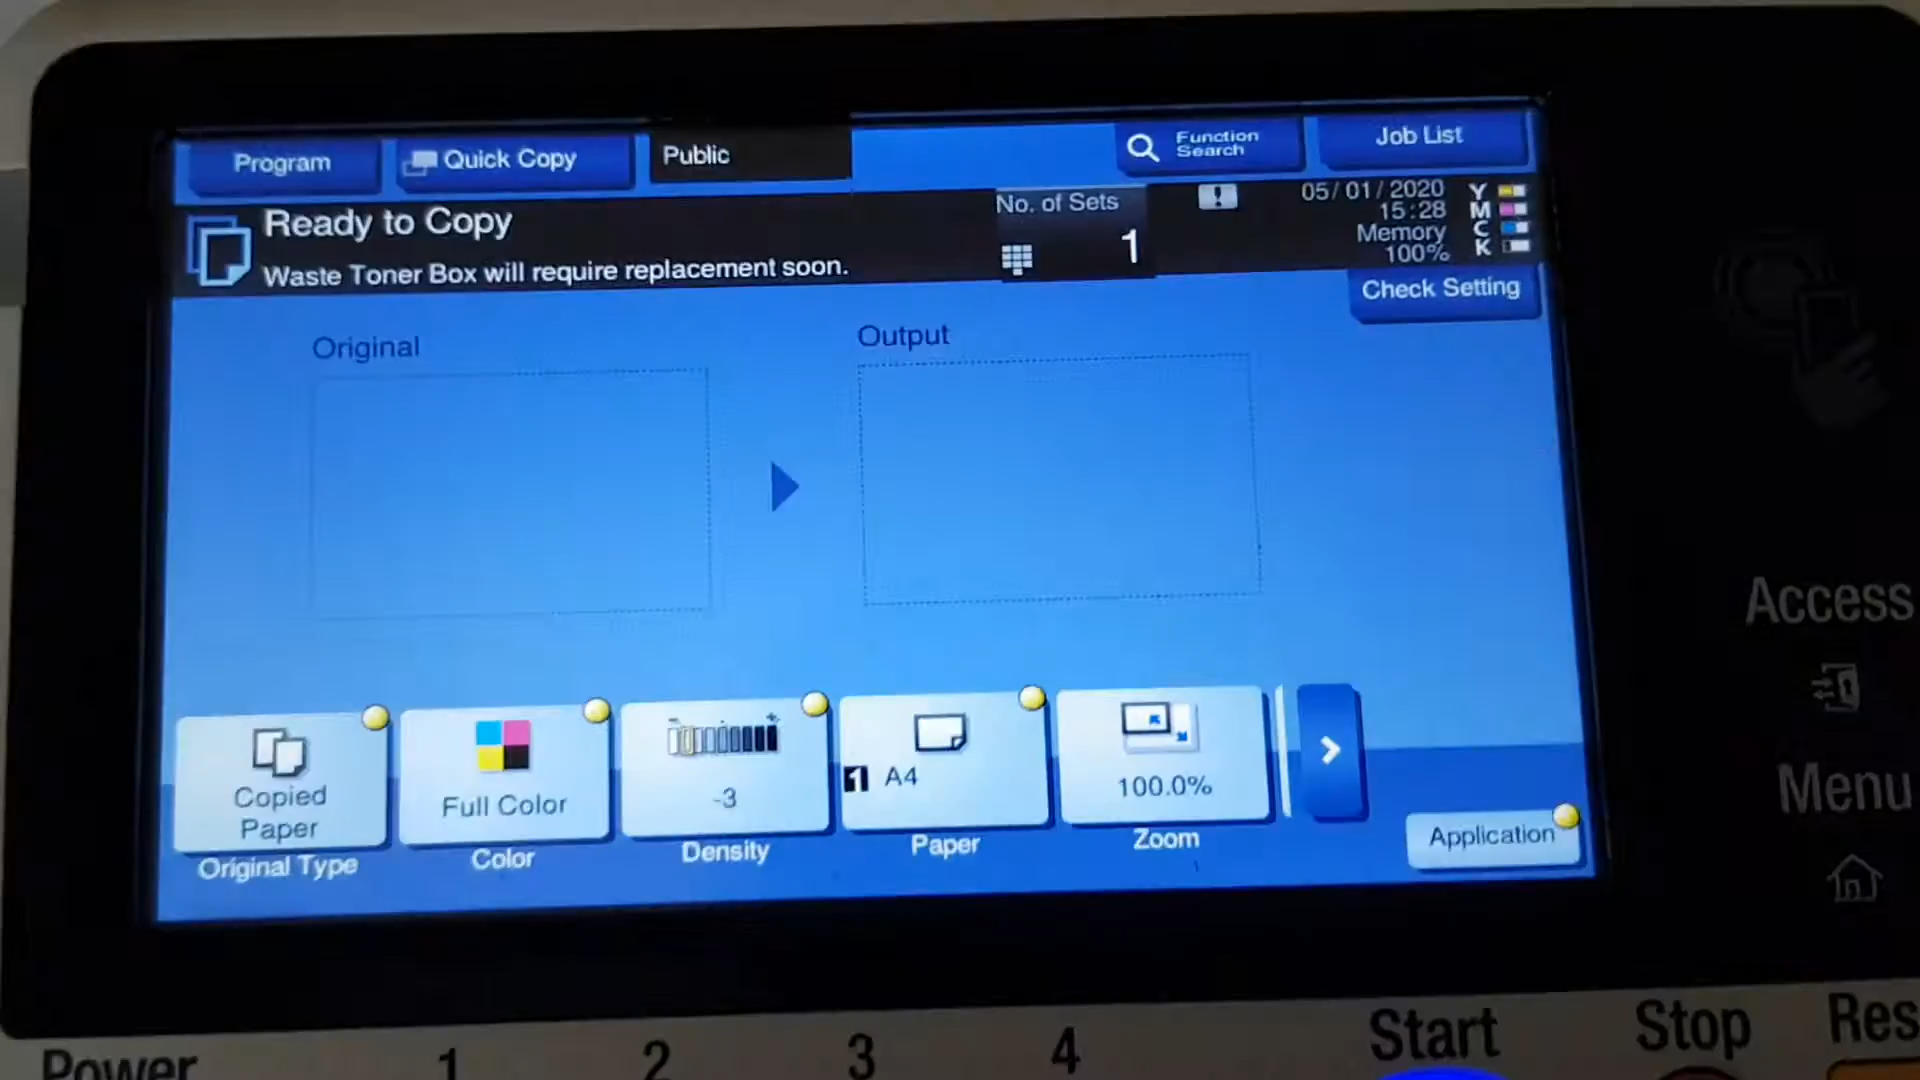 Program
Quick Copy
Public
Function
Search
Job List
Ready to Copy
Waste Toner Box will require replacement soon.
No. of Sets
1
!
05/01/2020
15:28
Memory
100%
Y
M
C
K
Check Setting
Original
Output
Copied
Paper
Original Type
Full Color
Color
-3
Density
1 A4
Paper
100.0%
Zoom
Application
Access
Menu
Power
1
2
3
4
Start
Stop
Res